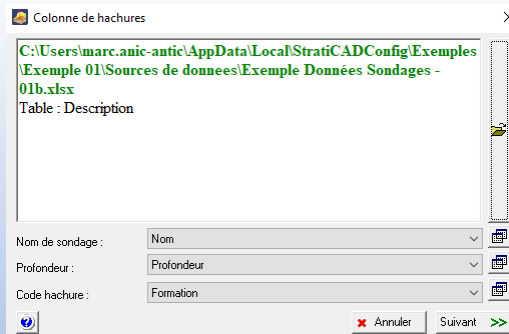 Colonne de hachures
C:\Users\marc.anic-antic\AppData\Local\StratiCADConfig\Exemples
\Exemple 01\Sources de donnees\Exemple Données Sondages -
01b.xlsx
Table : Description
Nom de sondage :
Nom
Profondeur :
Profondeur
Code hachure :
Formation
Annuler
Suivant >>